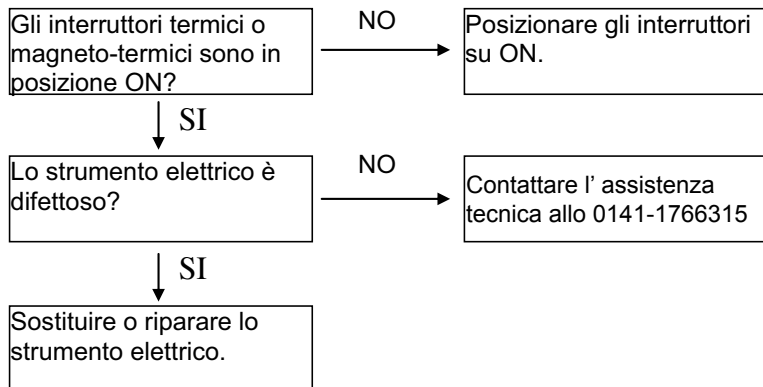 Gli interruttori termici o
magneto-termici sono in
posizione ON?
NO
Posizionare gli interruttori
su ON.
SI
Lo strumento elettrico è
difettoso?
NO
Contattare l' assistenza
tecnica allo 0141-1766315
SI
Sostituire o riparare lo
strumento elettrico.